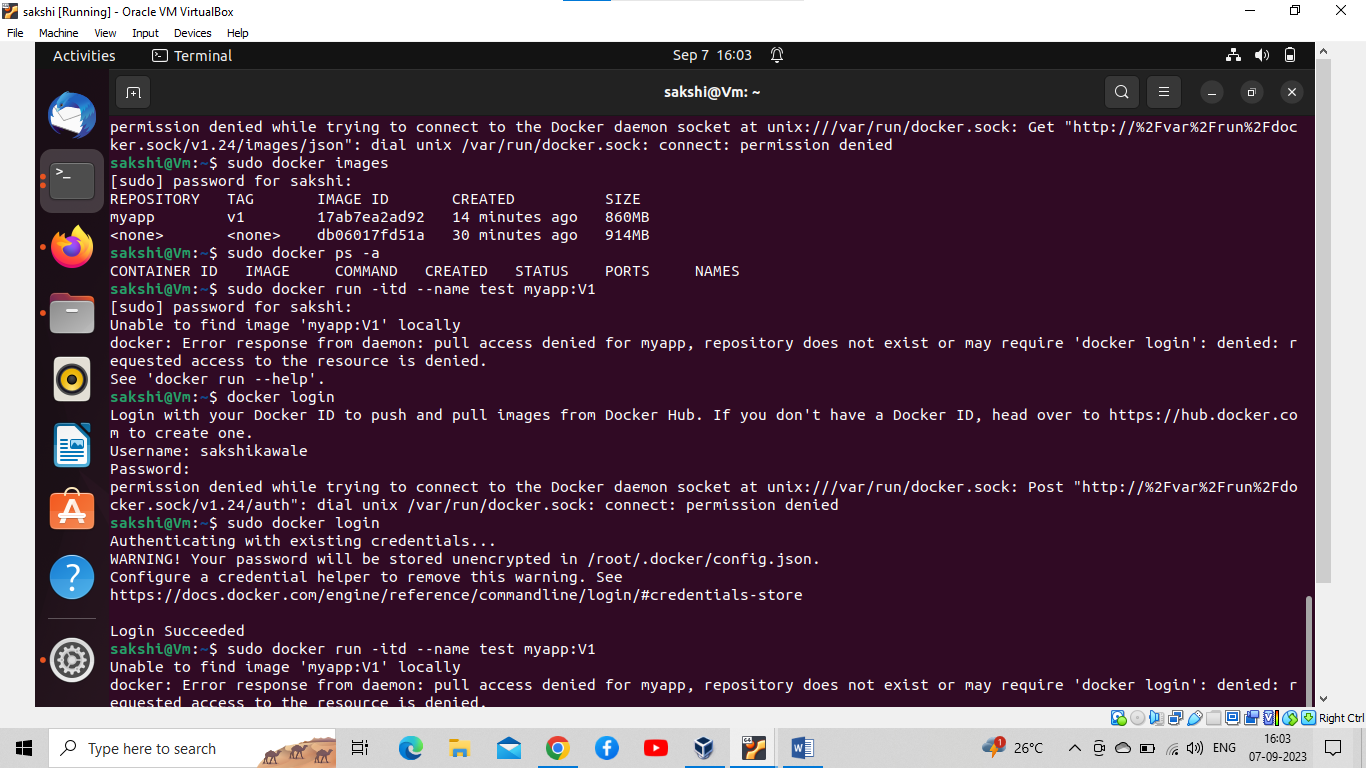 sakshi [Running] - Oracle VM VirtualBox
File Machine View Input Devices Help
Activities Terminal Sep 7 16:03
sakshi@Vm: ~
permission denied while trying to connect to the Docker daemon socket at unix:///var/run/docker.sock: Get "http://%2Fvar%2Frun%2Fdoc
ker.sock/v1.24/images/json": dial unix /var/run/docker.sock: connect: permission denied
sakshi@Vm:~$ sudo docker images
[sudo] password for sakshi:
REPOSITORY TAG IMAGE ID CREATED SIZE
myapp v1 17ab7ea2ad92 14 minutes ago 860MB
<none> <none> db06017fd51a 30 minutes ago 914MB
sakshi@Vm:~$ sudo docker ps -a
CONTAINER ID IMAGE COMMAND CREATED STATUS PORTS NAMES
sakshi@Vm:~$ sudo docker run -itd --name test myapp:V1
[sudo] password for sakshi:
Unable to find image 'myapp:V1' locally
docker: Error response from daemon: pull access denied for myapp, repository does not exist or may require 'docker login': denied: r
equested access to the resource is denied.
See 'docker run --help'.
sakshi@Vm:~$ docker login
Login with your Docker ID to push and pull images from Docker Hub. If you don't have a Docker ID, head over to https://hub.docker.co
m to create one.
Username: sakshikawale
Password:
permission denied while trying to connect to the Docker daemon socket at unix:///var/run/docker.sock: Post "http://%2Fvar%2Frun%2Fdo
cker.sock/v1.24/auth": dial unix /var/run/docker.sock: connect: permission denied
sakshi@Vm:~$ sudo docker login
Authenticating with existing credentials...
WARNING! Your password will be stored unencrypted in /root/.docker/config.json.
Configure a credential helper to remove this warning. See
https://docs.docker.com/engine/reference/commandline/login/#credentials-store
Login Succeeded
sakshi@Vm:~$ sudo docker run -itd --name test myapp:V1
Unable to find image 'myapp:V1' locally
docker: Error response from daemon: pull access denied for myapp, repository does not exist or may require 'docker login': denied: r
equested access to the resource is denied.
Right Ctrl
Type here to search 26°C ENG 16:03
07-09-2023